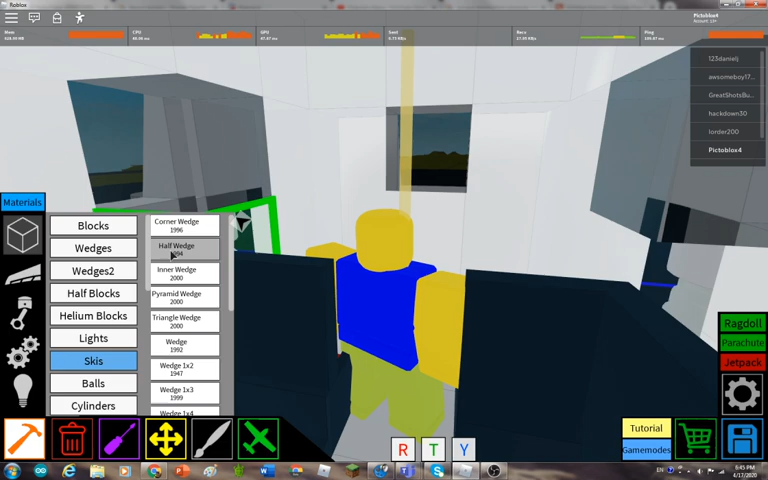 Roblox
Pictoblox4
Mem
CPU
GPU
Sent
Recv
Ping
123danielj
awsomeboy17...
GreatShotsBu...
hackdown30
lorder200
Pictoblox4
Materials
Blocks
Wedges
Wedges2
Half Blocks
Helium Blocks
Lights
Skis
Balls
Cylinders
Corner Wedge
1996
Half Wedge
Inner Wedge
2000
Pyramid Wedge
2000
Triangle Wedge
2000
Wedge
1992
Wedge 1x2
1947
Wedge 1x3
1999
Wedge 1x4
Ragdoll
Parachute
Jetpack
Tutorial
Gamemodes
R T Y
EN
6:45 PM
4/17/2020